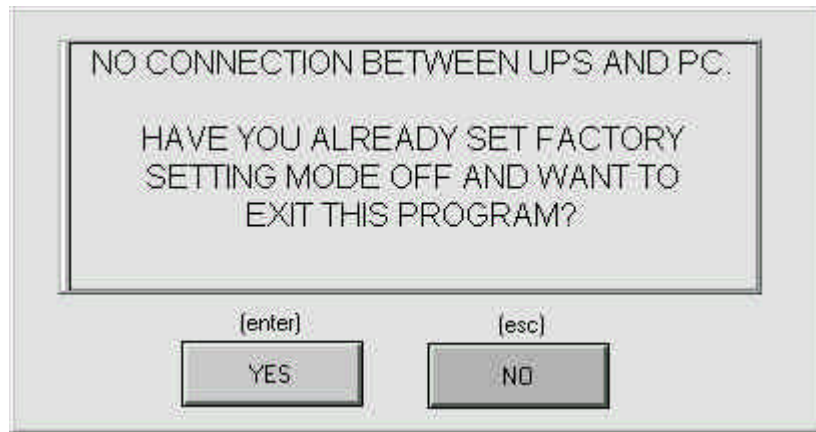 NO CONNECTION BETWEEN UPS AND PC.
HAVE YOU ALREADY SET FACTORY
SETTING MODE OFF AND WANT TO
EXIT THIS PROGRAM?
(enter) (esc)
YES NO